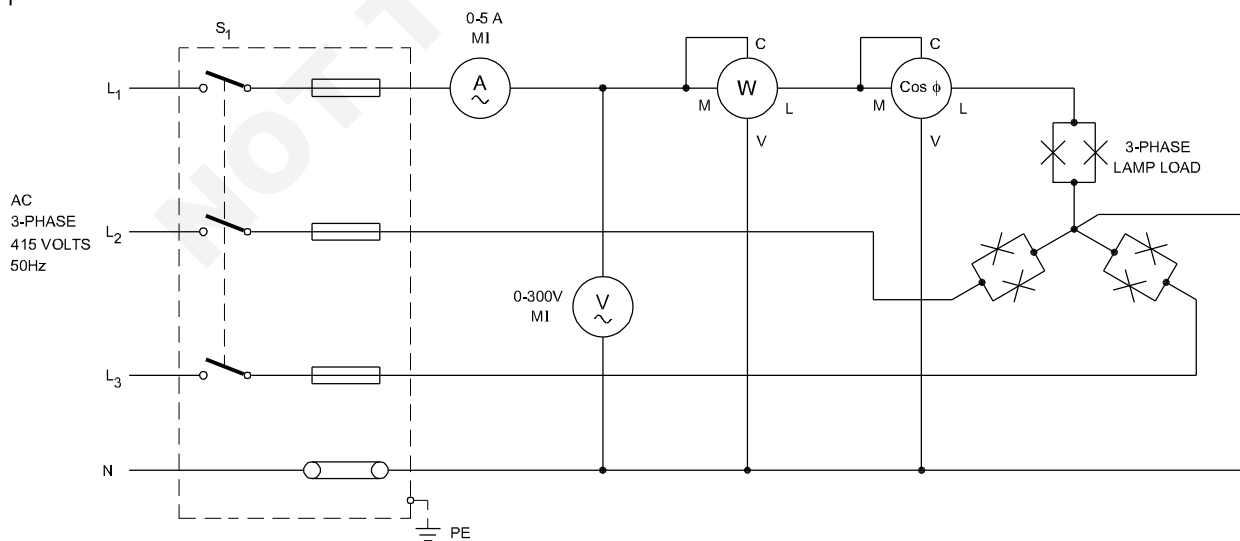 NOT T
S1
0-5 A
MI
A
L1
C
M
W
L
V
C
M
Cos ϕ
L
V
3-PHASE
LAMP LOAD
AC
3-PHASE
415 VOLTS
50Hz
L2
0-300V
MI
V
L3
N
PE